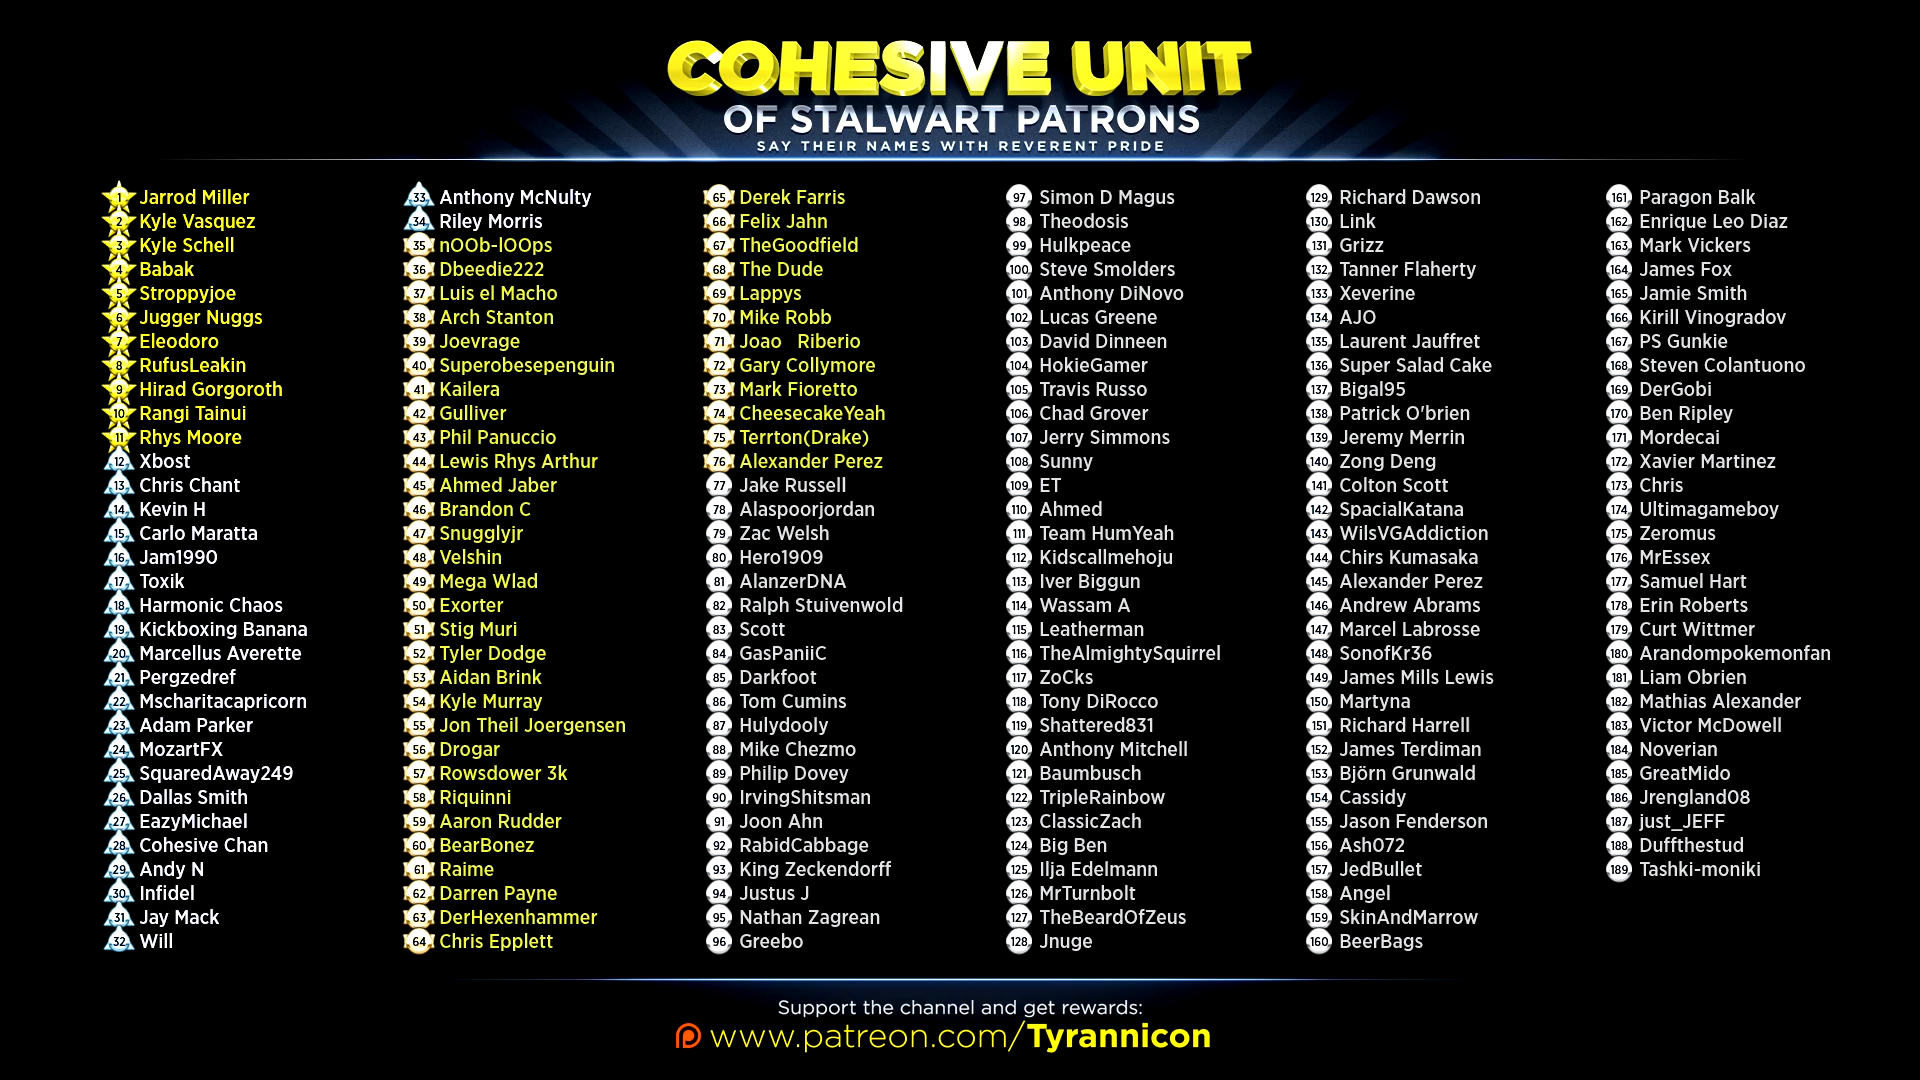 COHESIVE UNIT
OF STALWART PATRONS
SAY THEIR NAMES WITH REVERENT PRIDE
1 Jarrod Miller
2 Kyle Vasquez
3 Kyle Schell
4 Babak
5 Stroppyjoe
6 Jugger Nuggs
7 Eleodoro
8 RufusLeakin
9 Hirad Gorgoroth
10 Rangi Tainui
11 Rhys Moore
12 Xbost
13 Chris Chant
14 Kevin H
15 Carlo Maratta
16 Jam1990
17 Toxik
18 Harmonic Chaos
19 Kickboxing Banana
20 Marcellus Averette
21 Pergzedref
22 Mscharitacapricorn
23 Adam Parker
24 MozartFX
25 SquaredAway249
26 Dallas Smith
27 EazyMichael
28 Cohesive Chan
29 Andy N
30 Infidel
31 Jay Mack
32 Will
33 Anthony McNulty
34 Riley Morris
35 nOOb-lOOps
36 Dbeedie222
37 Luis el Macho
38 Arch Stanton
39 Joevrage
40 Superobesepenguin
41 Kailera
42 Gulliver
43 Phil Panuccio
44 Lewis Rhys Arthur
45 Ahmed Jaber
46 Brandon C
47 Snugglyjr
48 Velshin
49 Mega Wlad
50 Exorter
51 Stig Muri
52 Tyler Dodge
53 Aidan Brink
54 Kyle Murray
55 Jon Theil Joergensen
56 Drogar
57 Rowsdower 3k
58 Riquinni
59 Aaron Rudder
60 BearBonez
61 Raime
62 Darren Payne
63 DerHexenhammer
64 Chris Epplett
65 Derek Farris
66 Felix Jahn
67 TheGoodfield
68 The Dude
69 Lappys
70 Mike Robb
71 Joao Riberio
72 Gary Collymore
73 Mark Fioretto
74 CheesecakeYeah
75 Terrton(Drake)
76 Alexander Perez
77 Jake Russell
78 Alaspoorjordan
79 Zac Welsh
80 Hero1909
81 AlanzerDNA
82 Ralph Stuivenwold
83 Scott
84 GasPaniiC
85 Darkfoot
86 Tom Cumins
87 Hulydooly
88 Mike Chezmo
89 Philip Dovey
90 IrvingShitsman
91 Joon Ahn
92 RabidCabbage
93 King Zeckendorff
94 Justus J
95 Nathan Zagrean
96 Greebo
97 Simon D Magus
98 Theodosis
99 Hulkpeace
100 Steve Smolders
101 Anthony DiNovo
102 Lucas Greene
103 David Dinneen
104 HokieGamer
105 Travis Russo
106 Chad Grover
107 Jerry Simmons
108 Sunny
109 ET
110 Ahmed
111 Team HumYeah
112 Kidscallmehoju
113 Iver Biggun
114 Wassam A
115 Leatherman
116 TheAlmightySquirrel
117 ZoCks
118 Tony DiRocco
119 Shattered831
120 Anthony Mitchell
121 Baumbusch
122 TripleRainbow
123 ClassicZach
124 Big Ben
125 Ilja Edelmann
126 MrTurnbolt
127 TheBeardOfZeus
128 Jnuge
129 Richard Dawson
130 Link
131 Grizz
132 Tanner Flaherty
133 Xeverine
134 AJO
135 Laurent Jauffret
136 Super Salad Cake
137 Bigal95
138 Patrick O'brien
139 Jeremy Merrin
140 Zong Deng
141 Colton Scott
142 SpacialKatana
143 WilsVGAddiction
144 Chirs Kumasaka
145 Alexander Perez
146 Andrew Abrams
147 Marcel Labrosse
148 SonofKr36
149 James Mills Lewis
150 Martyna
151 Richard Harrell
152 James Terdiman
153 Björn Grunwald
154 Cassidy
155 Jason Fenderson
156 Ash072
157 JedBullet
158 Angel
159 SkinAndMarrow
160 BeerBags
161 Paragon Balk
162 Enrique Leo Diaz
163 Mark Vickers
164 James Fox
165 Jamie Smith
166 Kirill Vinogradov
167 PS Gunkie
168 Steven Colantuono
169 DerGobi
170 Ben Ripley
171 Mordecai
172 Xavier Martinez
173 Chris
174 Ultimagameboy
175 Zeromus
176 MrEssex
177 Samuel Hart
178 Erin Roberts
179 Curt Wittmer
180 Arandompokemonfan
181 Liam Obrien
182 Mathias Alexander
183 Victor McDowell
184 Noverian
185 GreatMido
186 Jrengland08
187 just_JEFF
188 Duffthestud
189 Tashki-moniki
Support the channel and get rewards:
www.patreon.com/Tyrannicon